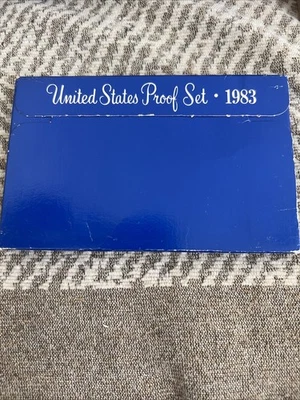 United States Proof Set • 1983